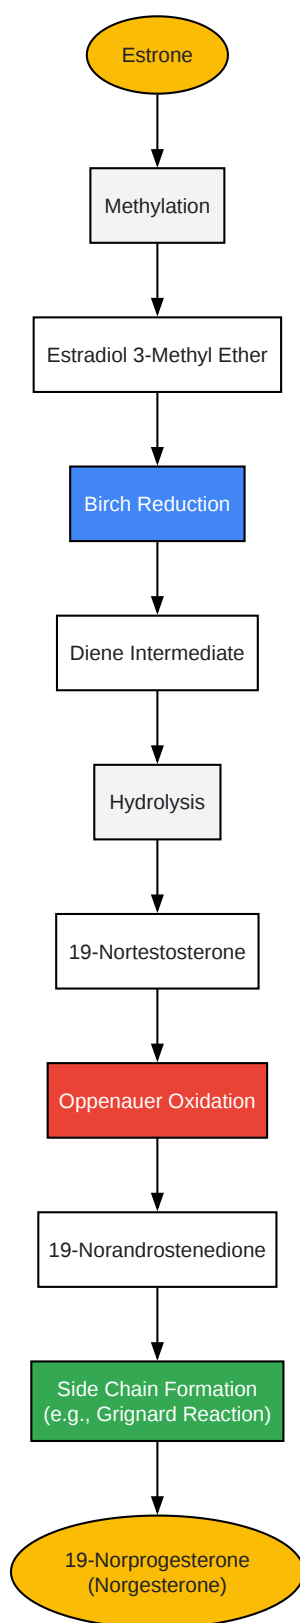 Estrone
Methylation
Estradiol 3-Methyl Ether
Birch Reduction
Diene Intermediate
Hydrolysis
19-Nortestosterone
Oppenauer Oxidation
19-Norandrostenedione
Side Chain Formation
(e.g., Grignard Reaction)
19-Norprogesterone
(Norgesterone)